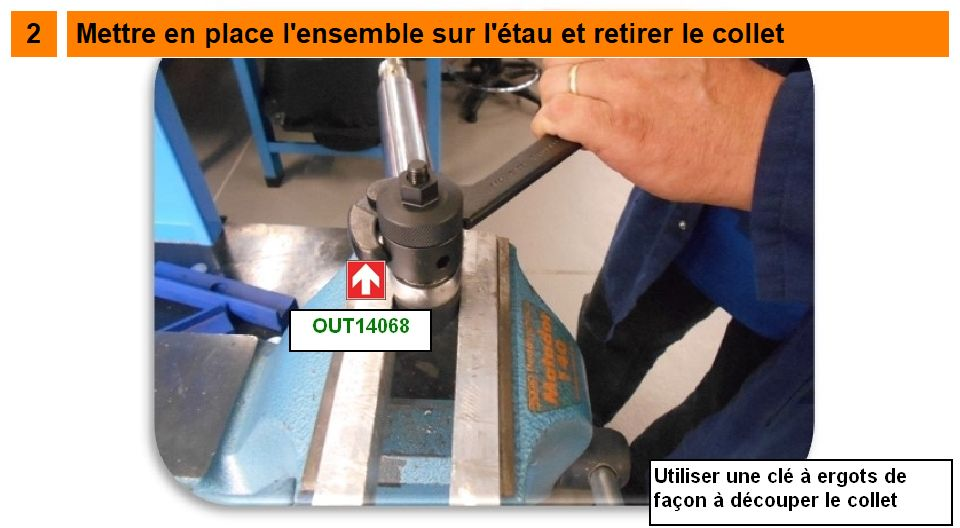 2
Mettre en place l'ensemble sur l'étau et retirer le collet
OUT14068
140
Utiliser une clé à ergots de
façon à découper le collet